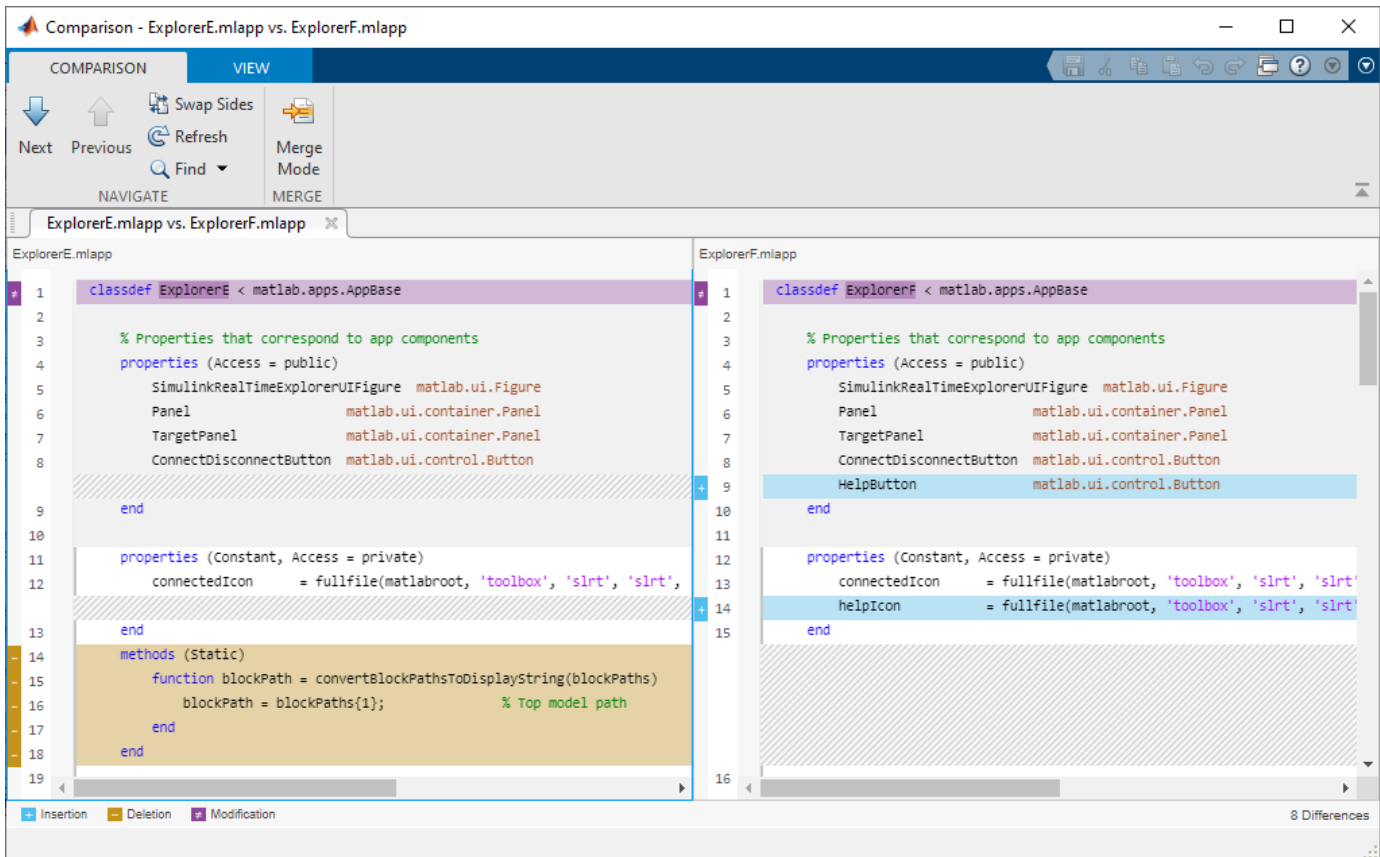 Comparison - ExplorerE.mlapp vs. ExplorerF.mlapp
COMPARISON VIEW
Next Previous Swap Sides Refresh Find Merge Mode
NAVIGATE MERGE
ExplorerE.mlapp vs. ExplorerF.mlapp
ExplorerE.mlapp
≠ 1 classdef ExplorerE < matlab.apps.AppBase
2
3 % Properties that correspond to app components
4 properties (Access = public)
5 SimulinkRealTimeExplorerUIFigure matlab.ui.Figure
6 Panel matlab.ui.container.Panel
7 TargetPanel matlab.ui.container.Panel
8 ConnectDisconnectButton matlab.ui.control.Button
9 end
10
11 properties (Constant, Access = private)
12 connectedIcon = fullfile(matlabroot, 'toolbox', 'slrt', 'slrt',
13 end
- 14 methods (Static)
- 15 function blockPath = convertBlockPathsToDisplayString(blockPaths)
- 16 blockPath = blockPaths{1}; % Top model path
- 17 end
- 18 end
19
ExplorerF.mlapp
≠ 1 classdef ExplorerF < matlab.apps.AppBase
2
3 % Properties that correspond to app components
4 properties (Access = public)
5 SimulinkRealTimeExplorerUIFigure matlab.ui.Figure
6 Panel matlab.ui.container.Panel
7 TargetPanel matlab.ui.container.Panel
8 ConnectDisconnectButton matlab.ui.control.Button
+ 9 HelpButton matlab.ui.control.Button
10 end
11
12 properties (Constant, Access = private)
13 connectedIcon = fullfile(matlabroot, 'toolbox', 'slrt', 'slrt'
+ 14 helpIcon = fullfile(matlabroot, 'toolbox', 'slrt', 'slrt'
15 end
16
+ Insertion - Deletion ≠ Modification 8 Differences